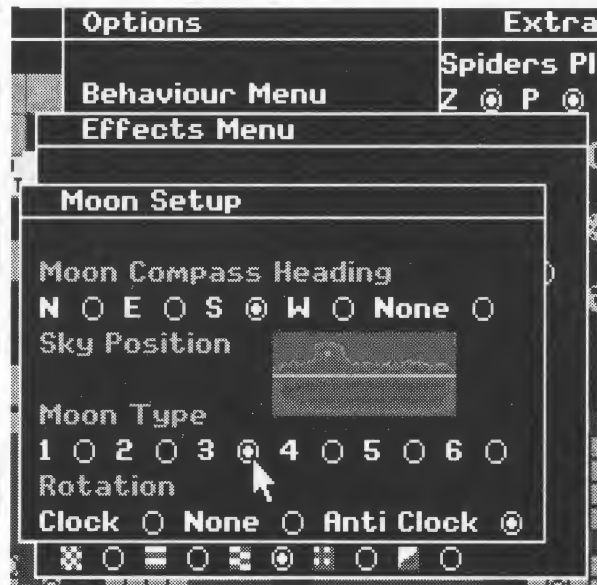 Options
Extra
Spiders Pl
Behaviour Menu
Z P
Effects Menu
Moon Setup
Moon Compass Heading
N E S W None
Sky Position
Moon Type
1 2 3 4 5 6
Rotation
Clock None Anti Clock